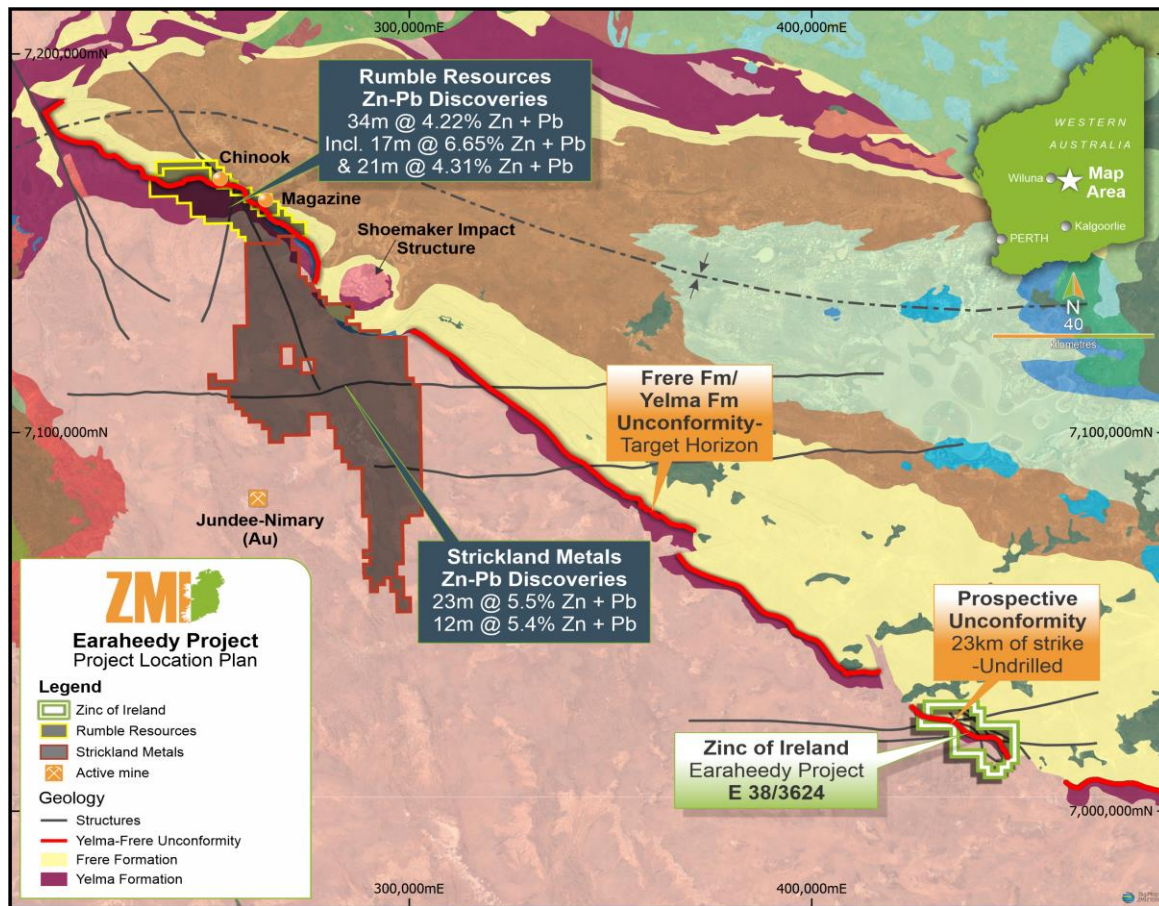 300,000mE
400,000mE
7,200,000mN
Rumble Resources
Zn-Pb Discoveries
34m @ 4.22% Zn + Pb
Incl. 17m @ 6.65% Zn + Pb
& 21m @ 4.31% Zn + Pb
Chinook
Magazine
Shoemaker Impact
Structure
WESTERN
AUSTRALIA
Wiluna
Map
Area
Kalgoorlie
PERTH
N
40
kilometres
7,100,000mN
7,100,000mN
Frere Fm/
Yelma Fm
Unconformity-
Target Horizon
Jundee-Nimary
(Au)
Strickland Metals
Zn-Pb Discoveries
23m @ 5.5% Zn + Pb
12m @ 5.4% Zn + Pb
Prospective
Unconformity
23km of strike
-Undrilled
Zinc of Ireland
Earaheedy Project
E 38/3624
7,000,000mN
ZMI
Earaheedy Project
Project Location Plan
Legend
Zinc of Ireland
Rumble Resources
Strickland Metals
Active mine
Geology
Structures
Yelma-Frere Unconformity
Frere Formation
Yelma Formation
300,000mE
400,000mE